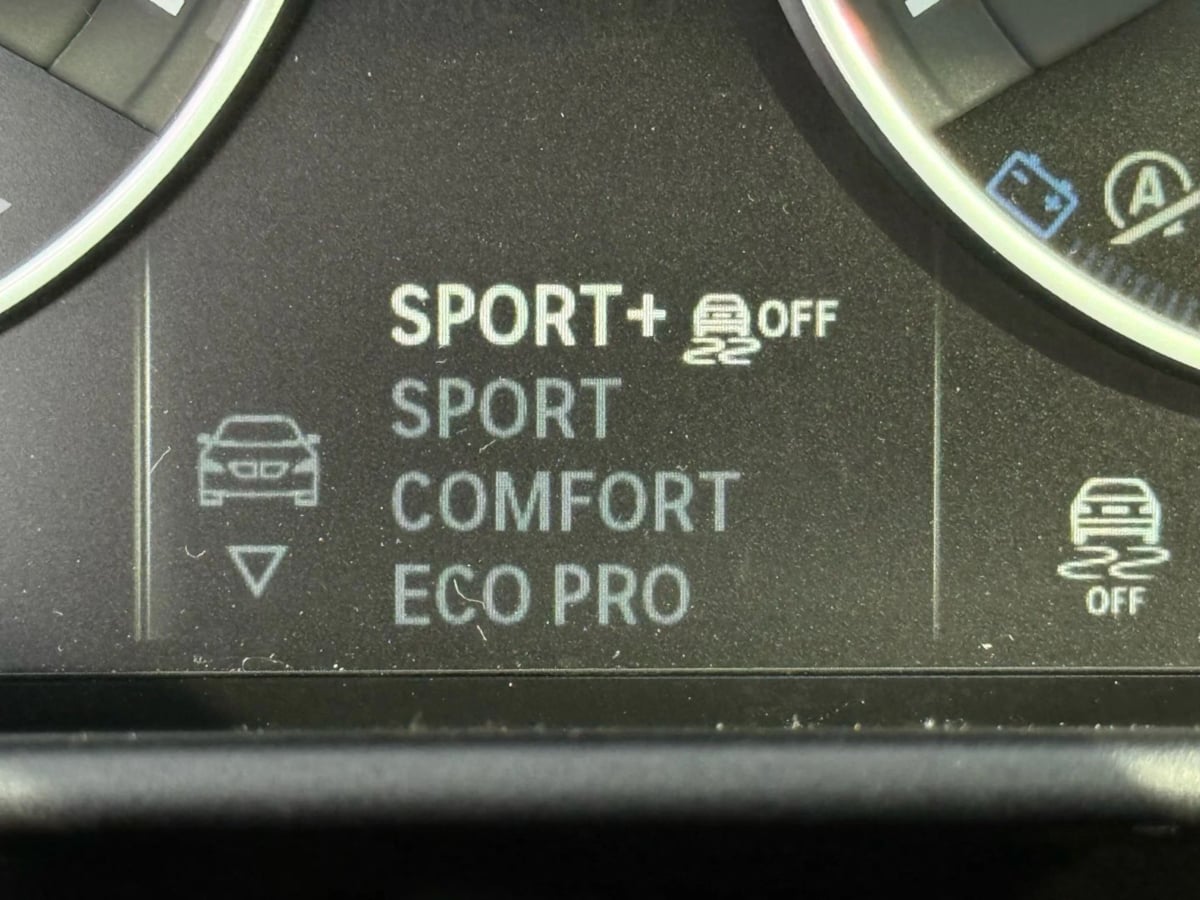 A
SPORT+ OFF
SPORT
COMFORT
ECO PRO
OFF